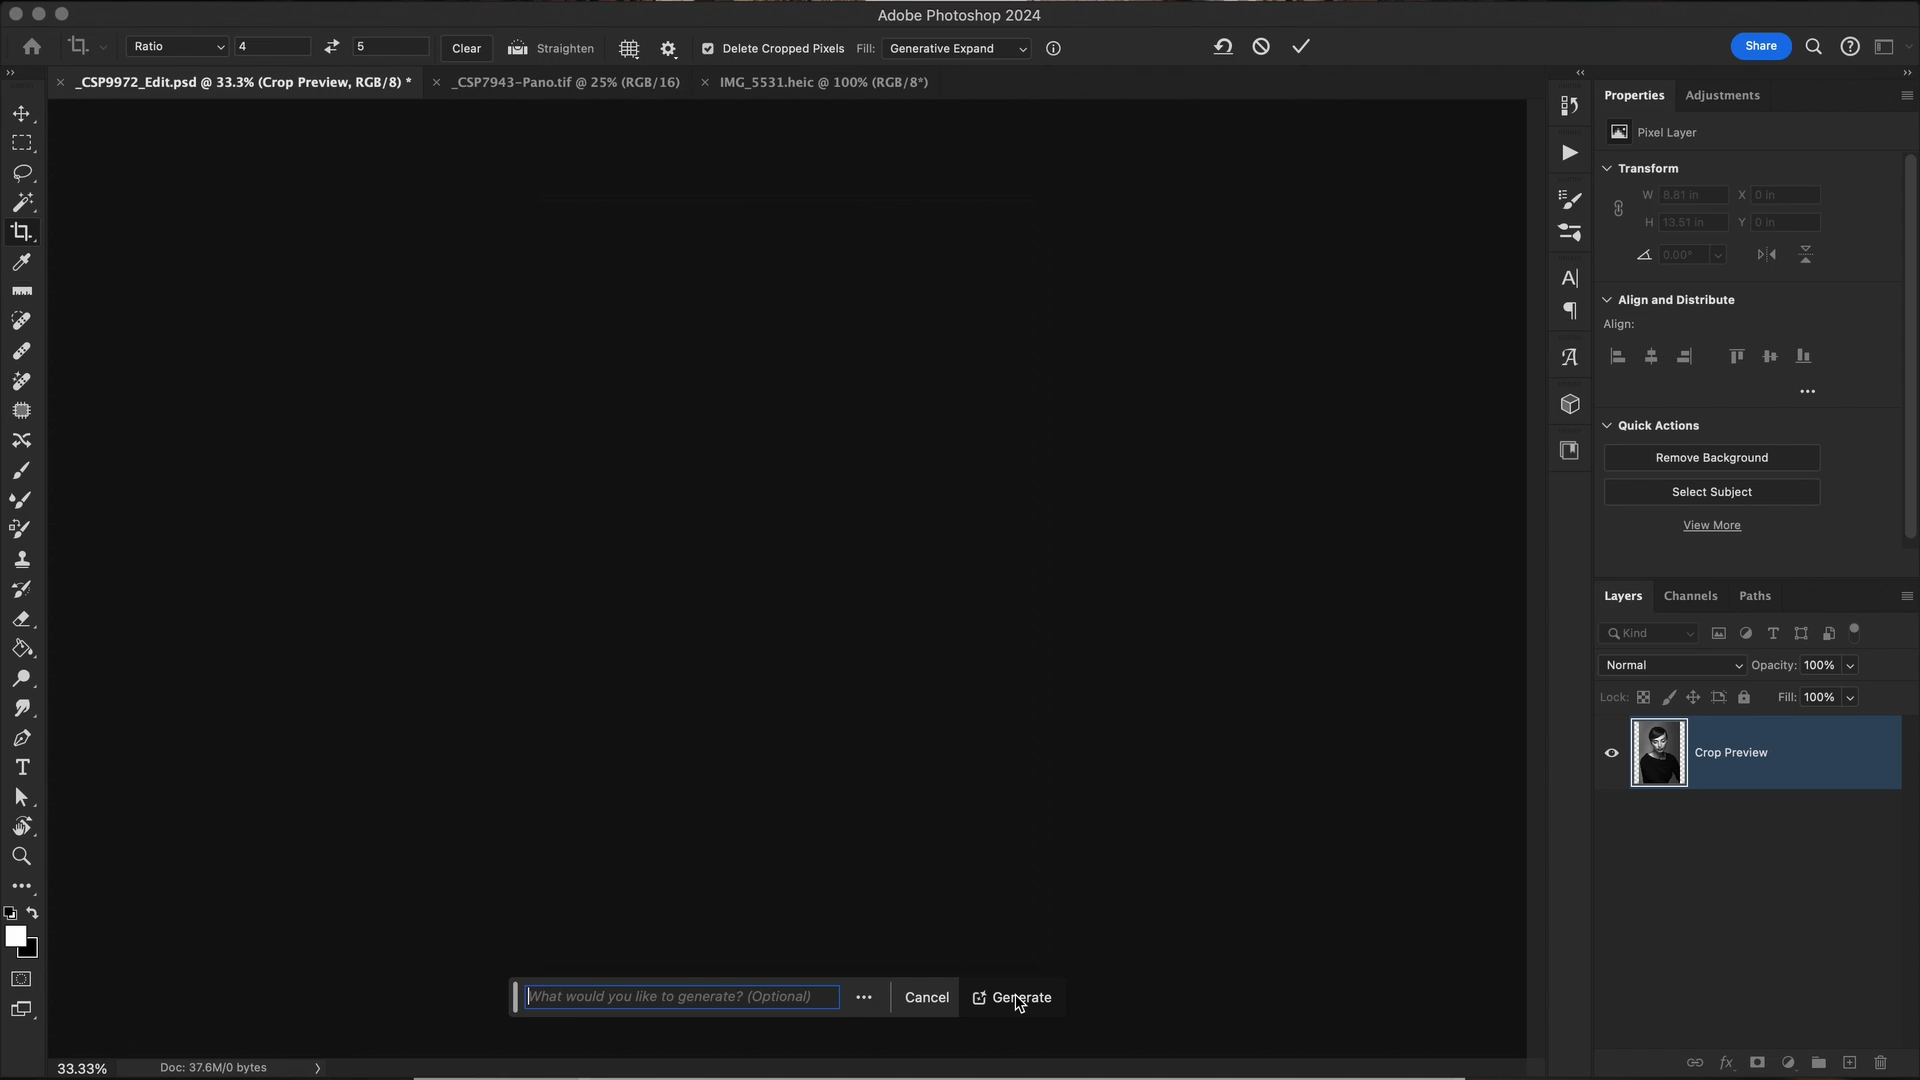 Adobe Photoshop 2024
Ratio 4 5 Clear Straighten Delete Cropped Pixels Fill: Generative Expand Share
_CSP9972_Edit.psd @ 33.3% (Crop Preview, RGB/8) * _CSP7943-Pano.tif @ 25% (RGB/16) IMG_5531.heic @ 100% (RGB/8*)
Properties Adjustments
Pixel Layer
Transform
W 8.81 in X 0 in
H 13.51 in Y 0 in
0.00°
Align and Distribute
Align:
Quick Actions
Remove Background
Select Subject
View More
Layers Channels Paths
Kind
Normal Opacity: 100%
Lock: Fill: 100%
Crop Preview
What would you like to generate? (Optional) Cancel Generate
33.33% Doc: 37.6M/0 bytes